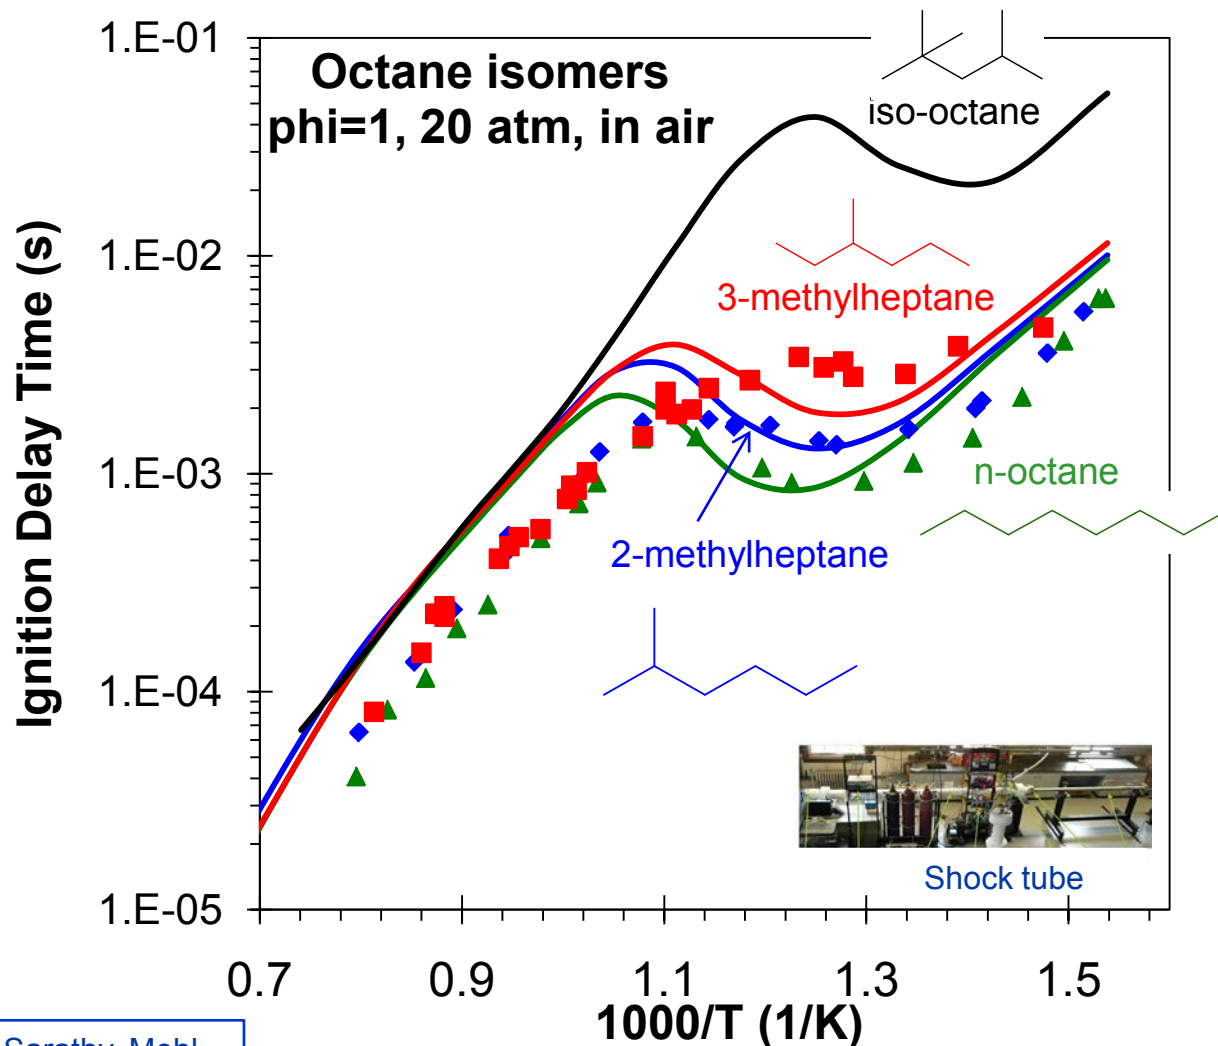 1.E-01
1.E-02
1.E-03
1.E-04
1.E-05
Ignition Delay Time (s)
Octane isomers
phi=1, 20 atm, in air
iso-octane
3-methylheptane
n-octane
2-methylheptane
Shock tube
0.7 0.9 1.1 1.3 1.5
1000/T (1/K)